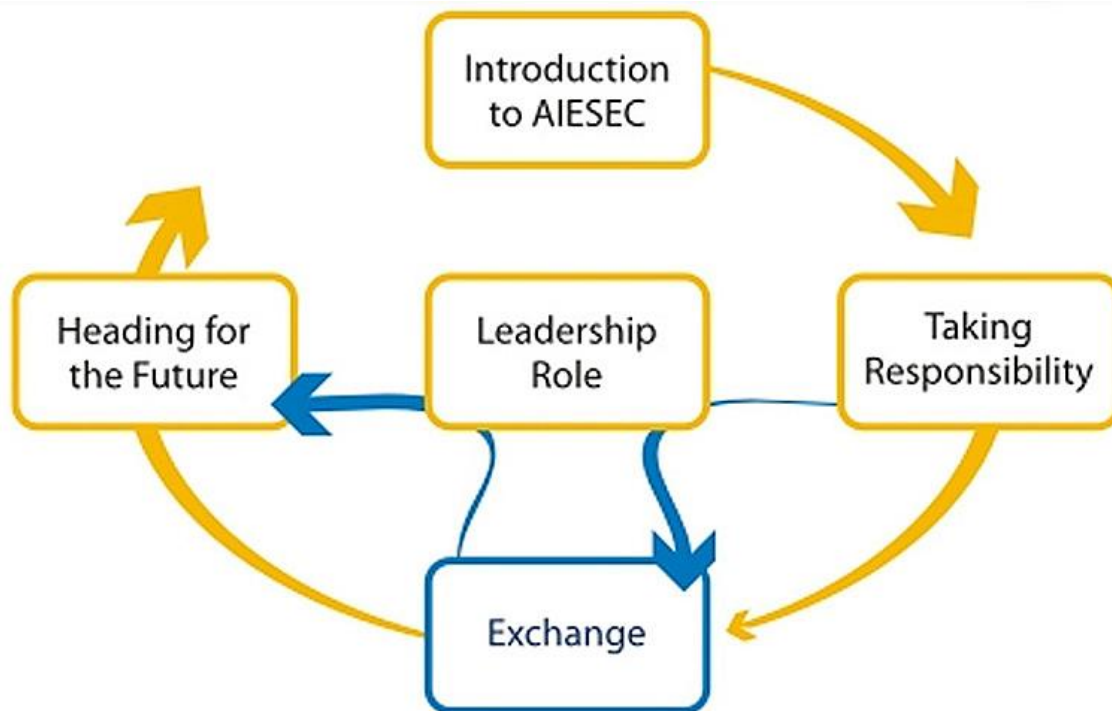 Introduction
to AIESEC
Heading for
the Future
Leadership
Role
Taking
Responsibility
Exchange